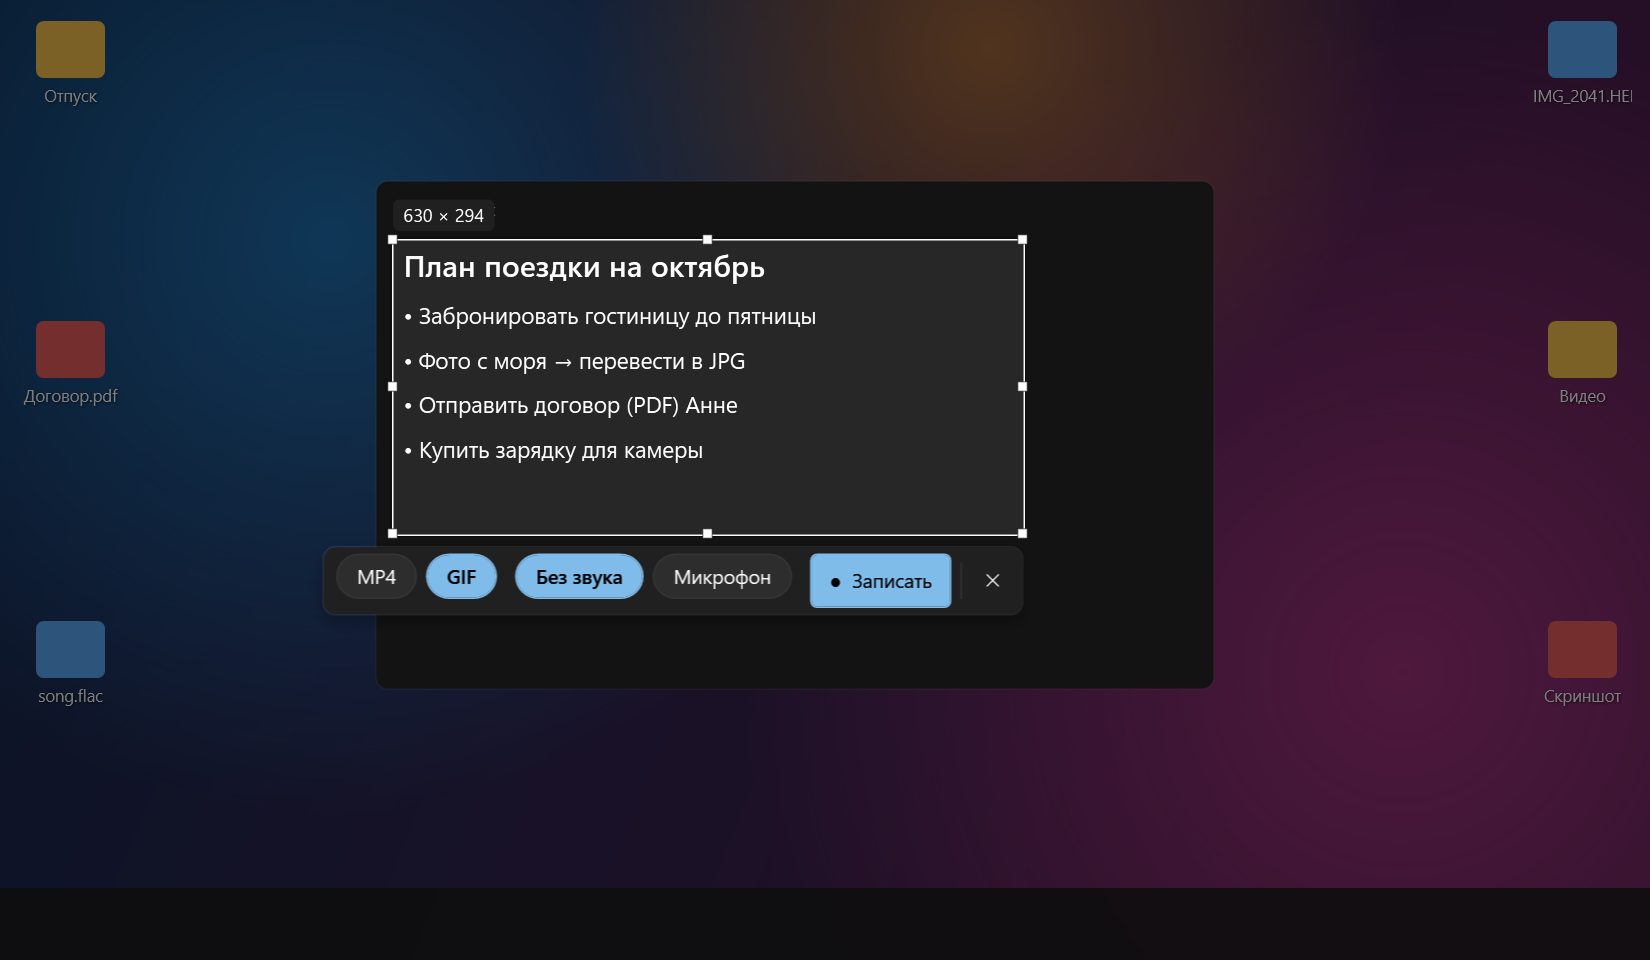 Отпуск
IMG_2041.HEI
630 × 294
План поездки на октябрь
• Забронировать гостиницу до пятницы
• Фото с моря → перевести в JPG
• Отправить договор (PDF) Анне
• Купить зарядку для камеры
Договор.pdf
Видео
MP4 GIF Без звука Микрофон ● Записать
song.flac
Скриншот